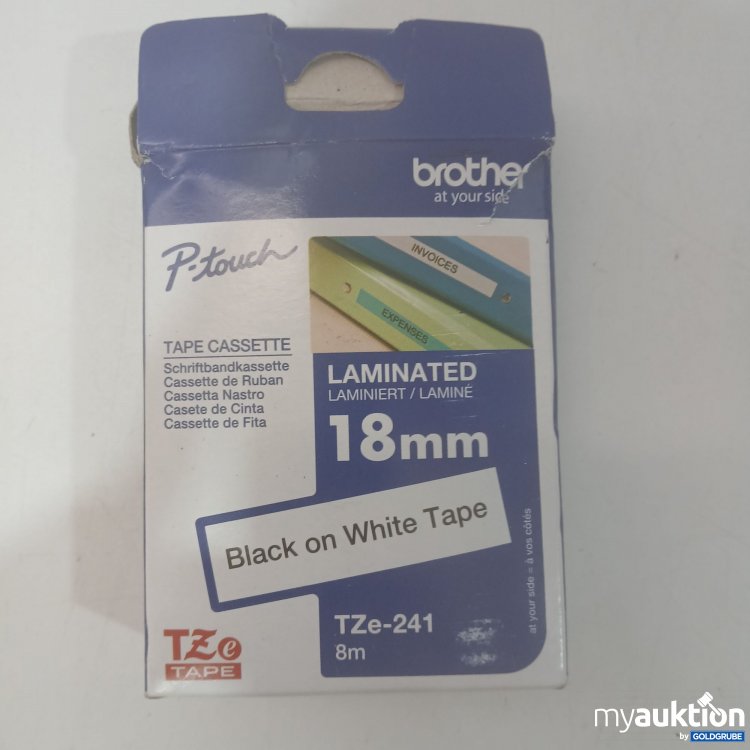 brother
at your side
P-touch
INVOICES
EXPENSES
TAPE CASSETTE
Schriftbandkassette
Cassette de Ruban
Cassetta Nastro
Casete de Cinta
Cassette de Fita
LAMINATED
LAMINIERT / LAMINÉ
18mm
Black on White Tape
TZe-241
8m
at your side = à vos côtés
TZe
TAPE
myauktion
by GOLDGRUBE